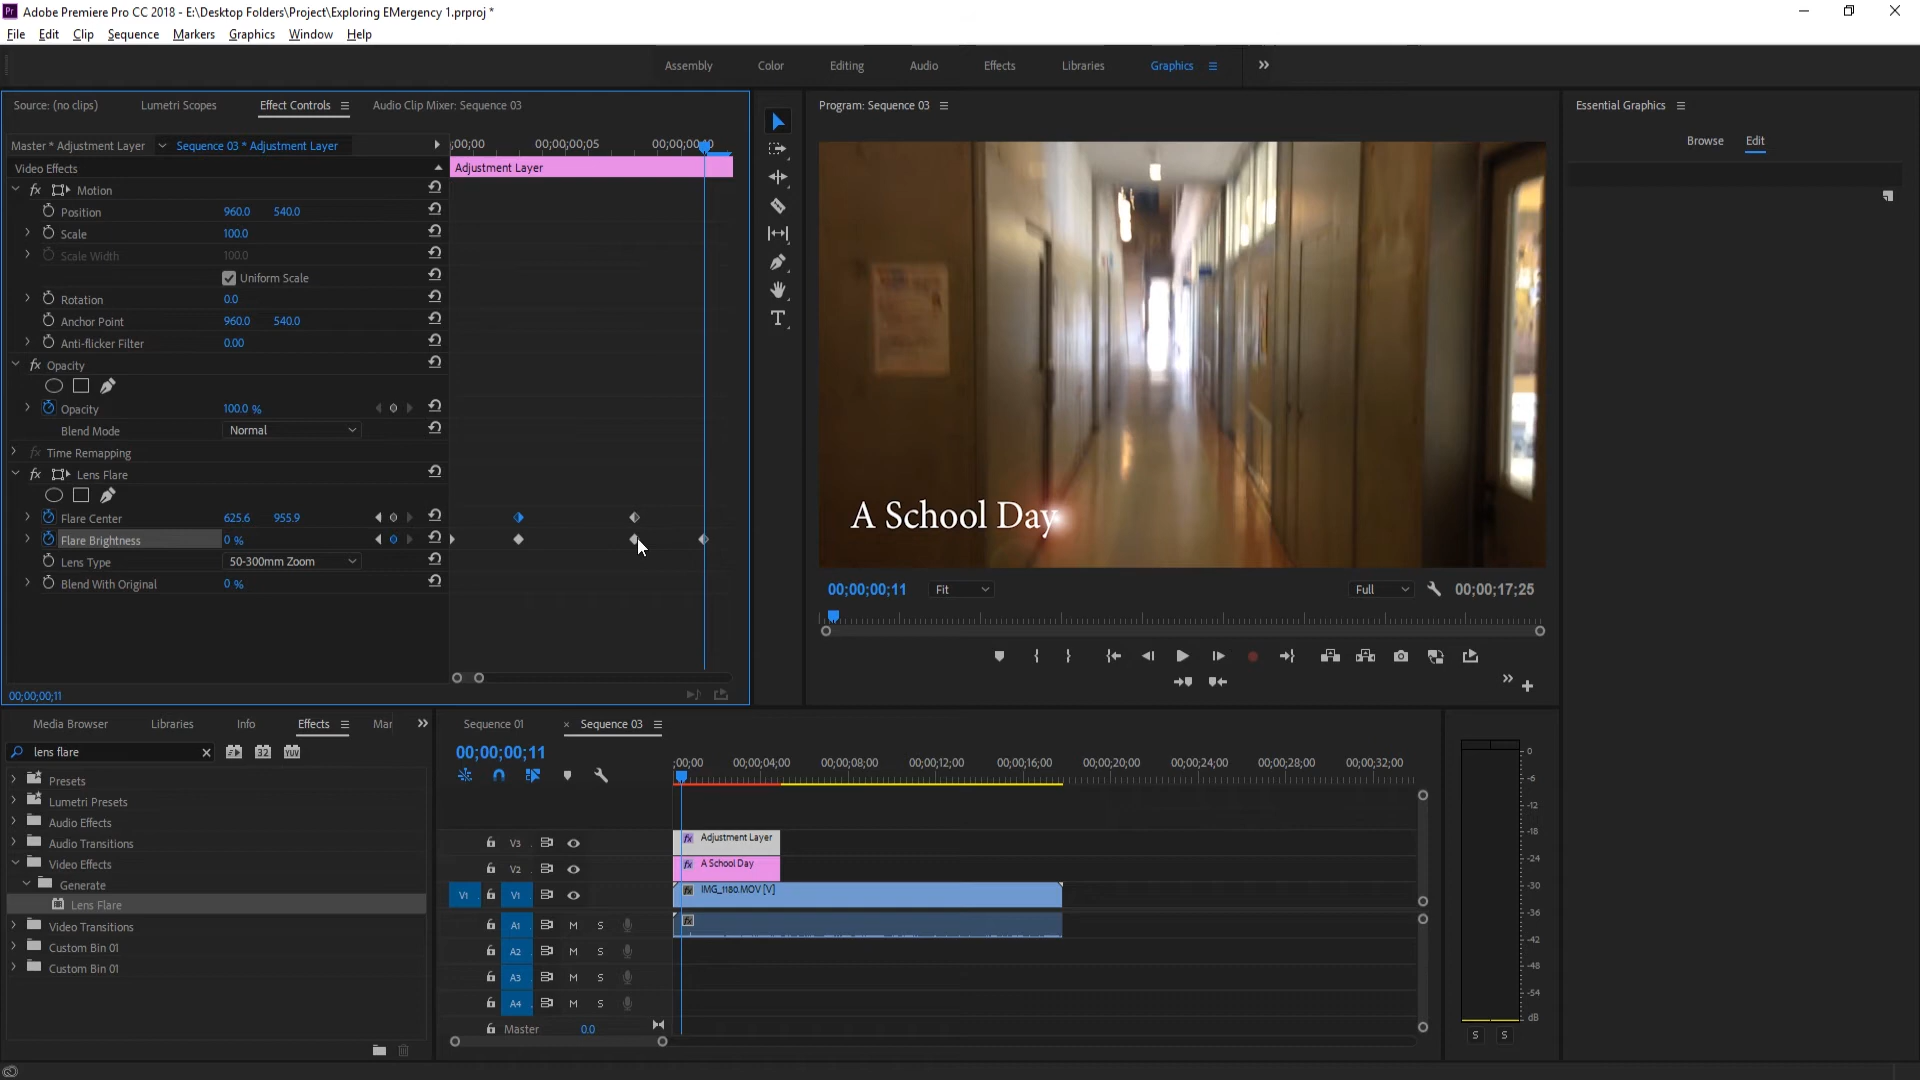 Adobe Premiere Pro CC 2018 - E:\Desktop Folders\Project\Exploring EMergency 1.prproj *
File Edit Clip Sequence Markers Graphics Window Help
Assembly Color Editing Audio Effects Libraries Graphics
Source: (no clips) Lumetri Scopes Effect Controls Audio Clip Mixer: Sequence 03
Program: Sequence 03
Essential Graphics
Browse Edit
Master * Adjustment Layer Sequence 03 * Adjustment Layer
;00;00 00;00;00;05
Video Effects
Adjustment Layer
fx Motion
Position 960.0 540.0
Scale 100.0
Scale Width 100.0
Uniform Scale
Rotation 0.0
Anchor Point 960.0 540.0
Anti-flicker Filter 0.00
fx Opacity
Opacity 100.0 %
Blend Mode Normal
fx Time Remapping
fx Lens Flare
Flare Center 625.6 955.9
Flare Brightness 0 %
Lens Type 50-300mm Zoom
Blend With Original 0 %
A School Day
00;00;00;11 Fit Full 00;00;17;25
00;00;00;11
Media Browser Libraries Info Effects Mar
lens flare 32 YUV
Presets
Lumetri Presets
Audio Effects
Audio Transitions
Video Effects
Generate
Lens Flare
Video Transitions
Custom Bin 01
Custom Bin 01
Sequence 01 × Sequence 03
00;00;00;11
;00;00 00;00;04;00 00;00;08;00 00;00;12;00 00;00;16;00 00;00;20;00 00;00;24;00 00;00;28;00 00;00;32;00
V3 fx Adjustment Layer
V2 fx A School Day
V1 V1 fx IMG_1180.MOV [V]
A1 M S fx
A2 M S
A3 M S
A4 M S
Master 0.0
0
-6
-12
-18
-24
-30
-36
-42
-48
-54
dB
S S